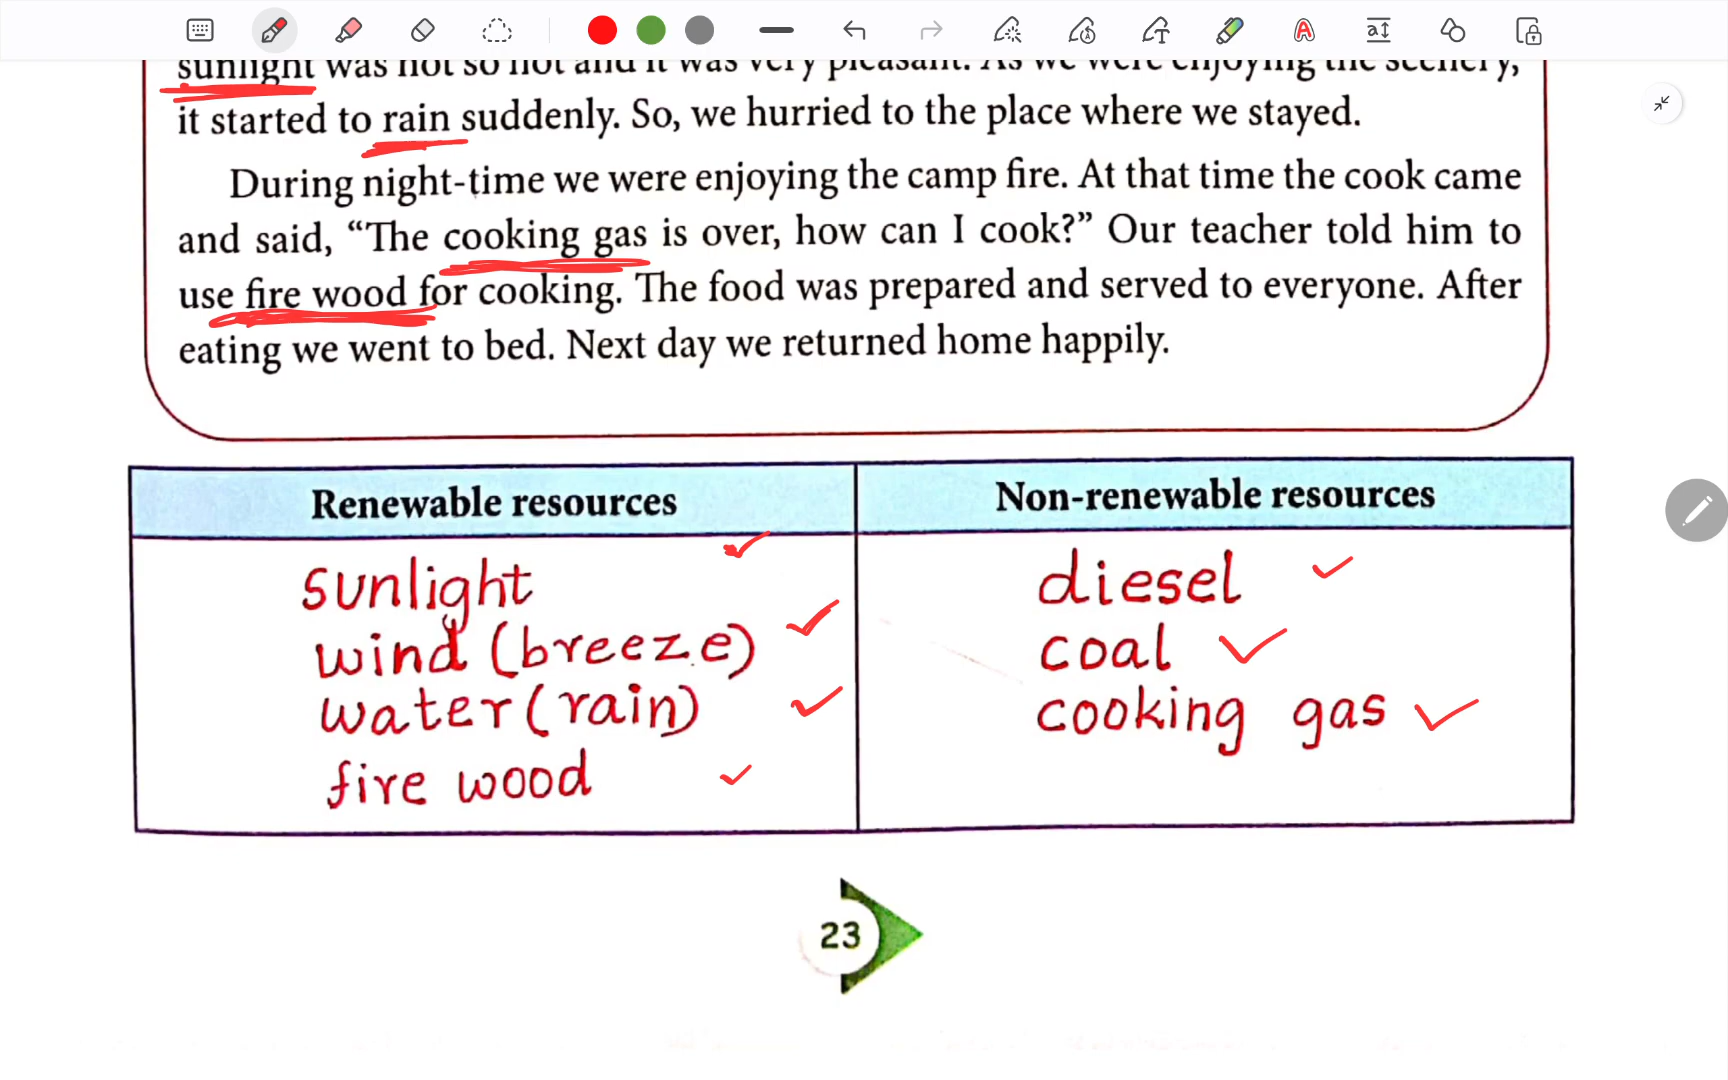 sunlight was not so hot and it was very pleasant. As we were enjoying the scenery,
it started to rain suddenly. So, we hurried to the place where we stayed.
During night-time we were enjoying the camp fire. At that time the cook came
and said, “The cooking gas is over, how can I cook?” Our teacher told him to
use fire wood for cooking. The food was prepared and served to everyone. After
eating we went to bed. Next day we returned home happily.
Renewable resources
sunlight
wind (breeze)
water (rain)
fire wood
Non-renewable resources
diesel
coal
cooking gas
23